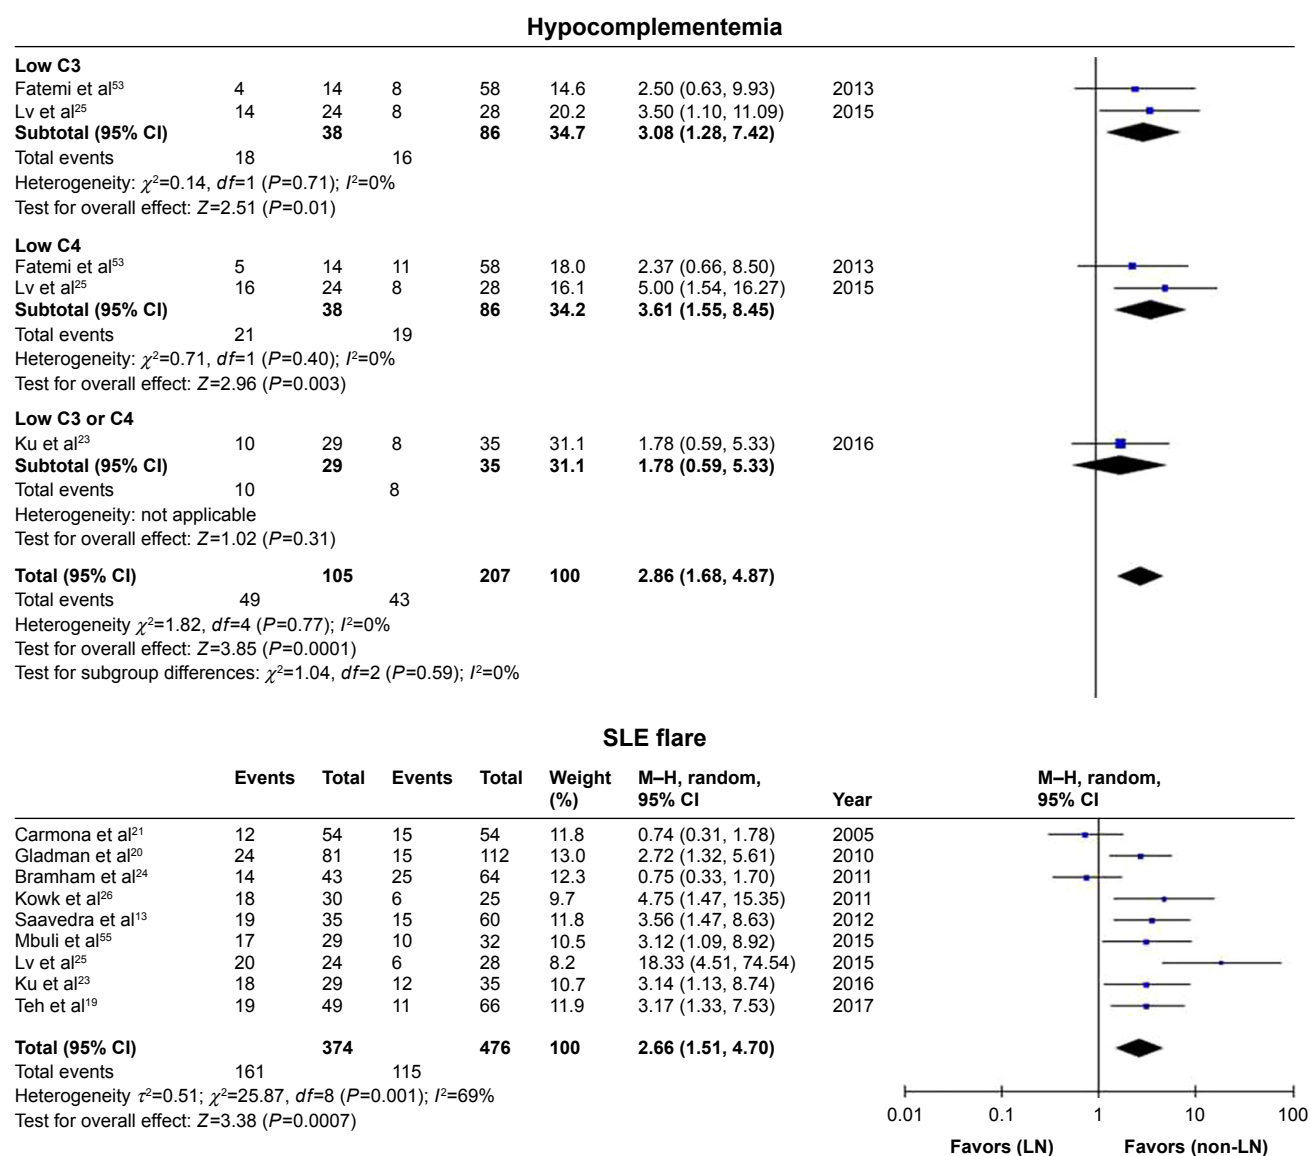 Hypocomplementemia
Low C3
Fatemi et al53 4 14 8 58 14.6 2.50 (0.63, 9.93) 2013
Lv et al25 14 24 8 28 20.2 3.50 (1.10, 11.09) 2015
Subtotal (95% CI) 38 86 34.7 3.08 (1.28, 7.42)
Total events 18 16
Heterogeneity: χ2=0.14, df=1 (P=0.71); I2=0%
Test for overall effect: Z=2.51 (P=0.01)
Low C4
Fatemi et al53 5 14 11 58 18.0 2.37 (0.66, 8.50) 2013
Lv et al25 16 24 8 28 16.1 5.00 (1.54, 16.27) 2015
Subtotal (95% CI) 38 86 34.2 3.61 (1.55, 8.45)
Total events 21 19
Heterogeneity: χ2=0.71, df=1 (P=0.40); I2=0%
Test for overall effect: Z=2.96 (P=0.003)
Low C3 or C4
Ku et al23 10 29 8 35 31.1 1.78 (0.59, 5.33) 2016
Subtotal (95% CI) 29 35 31.1 1.78 (0.59, 5.33)
Total events 10 8
Heterogeneity: not applicable
Test for overall effect: Z=1.02 (P=0.31)
Total (95% CI) 105 207 100 2.86 (1.68, 4.87)
Total events 49 43
Heterogeneity χ2=1.82, df=4 (P=0.77); I2=0%
Test for overall effect: Z=3.85 (P=0.0001)
Test for subgroup differences: χ2=1.04, df=2 (P=0.59); I2=0%
SLE flare
Events Total Events Total Weight M–H, random, M–H, random,
(%) 95% CI Year 95% CI
Carmona et al21 12 54 15 54 11.8 0.74 (0.31, 1.78) 2005
Gladman et al20 24 81 15 112 13.0 2.72 (1.32, 5.61) 2010
Bramham et al24 14 43 25 64 12.3 0.75 (0.33, 1.70) 2011
Kowk et al26 18 30 6 25 9.7 4.75 (1.47, 15.35) 2011
Saavedra et al13 19 35 15 60 11.8 3.56 (1.47, 8.63) 2012
Mbuli et al55 17 29 10 32 10.5 3.12 (1.09, 8.92) 2015
Lv et al25 20 24 6 28 8.2 18.33 (4.51, 74.54) 2015
Ku et al23 18 29 12 35 10.7 3.14 (1.13, 8.74) 2016
Teh et al19 19 49 11 66 11.9 3.17 (1.33, 7.53) 2017
Total (95% CI) 374 476 100 2.66 (1.51, 4.70)
Total events 161 115
Heterogeneity τ2=0.51; χ2=25.87, df=8 (P=0.001); I2=69%
Test for overall effect: Z=3.38 (P=0.0007)
0.01 0.1 1 10 100
Favors (LN) Favors (non-LN)